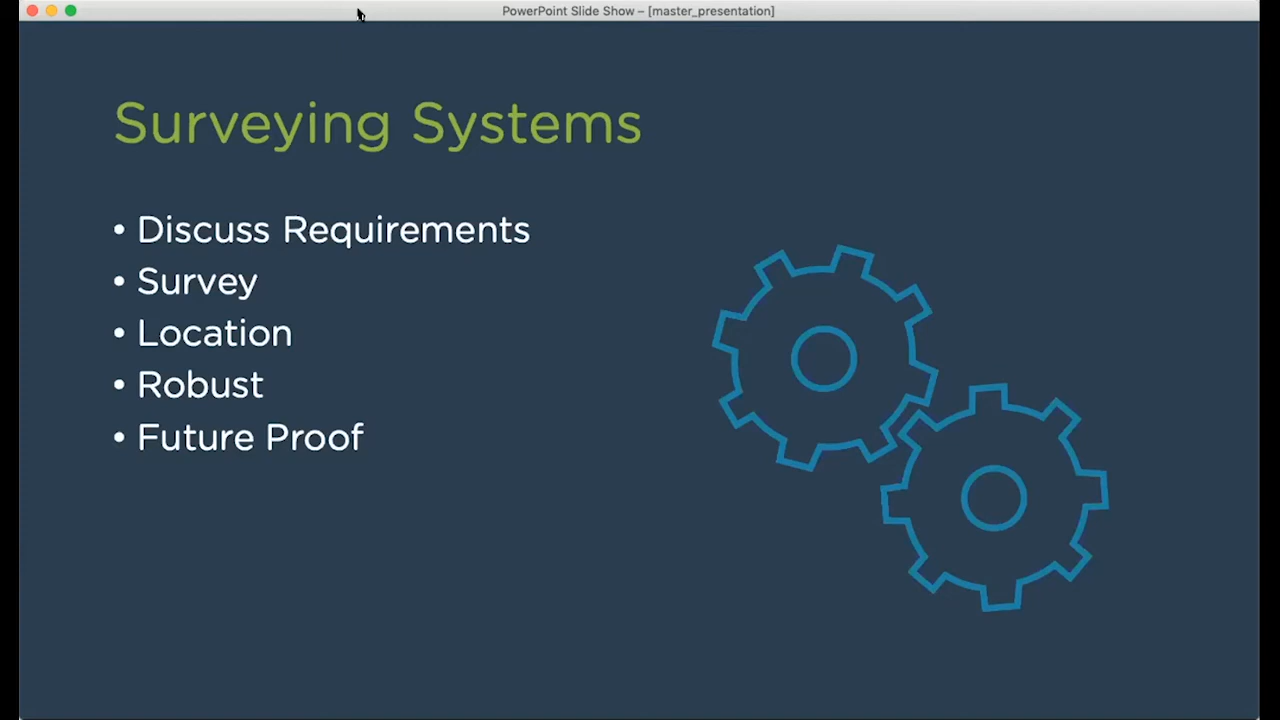 PowerPoint Slide Show – [master_presentation]
Surveying Systems
• Discuss Requirements
• Survey
• Location
• Robust
• Future Proof